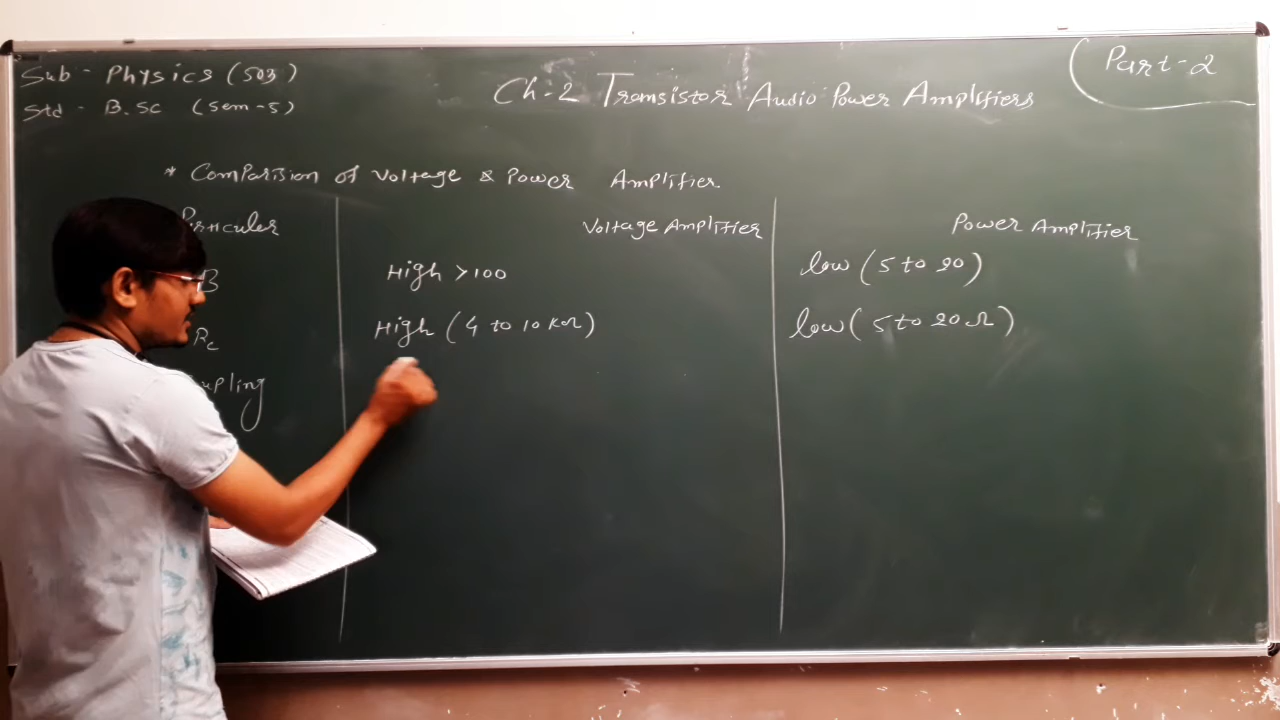 Sub - Physics (503)
Std - B.Sc (Sem-5)
Ch-2 Transistor Audio Power Amplifiers
Part-2
* Comparision of Voltage & Power Amplifier.
Voltage Amplifier
Power Amplifier
B
High >100
low (5 to 20)
Rc
High (4 to 10 KΩ)
low (5 to 20 Ω)